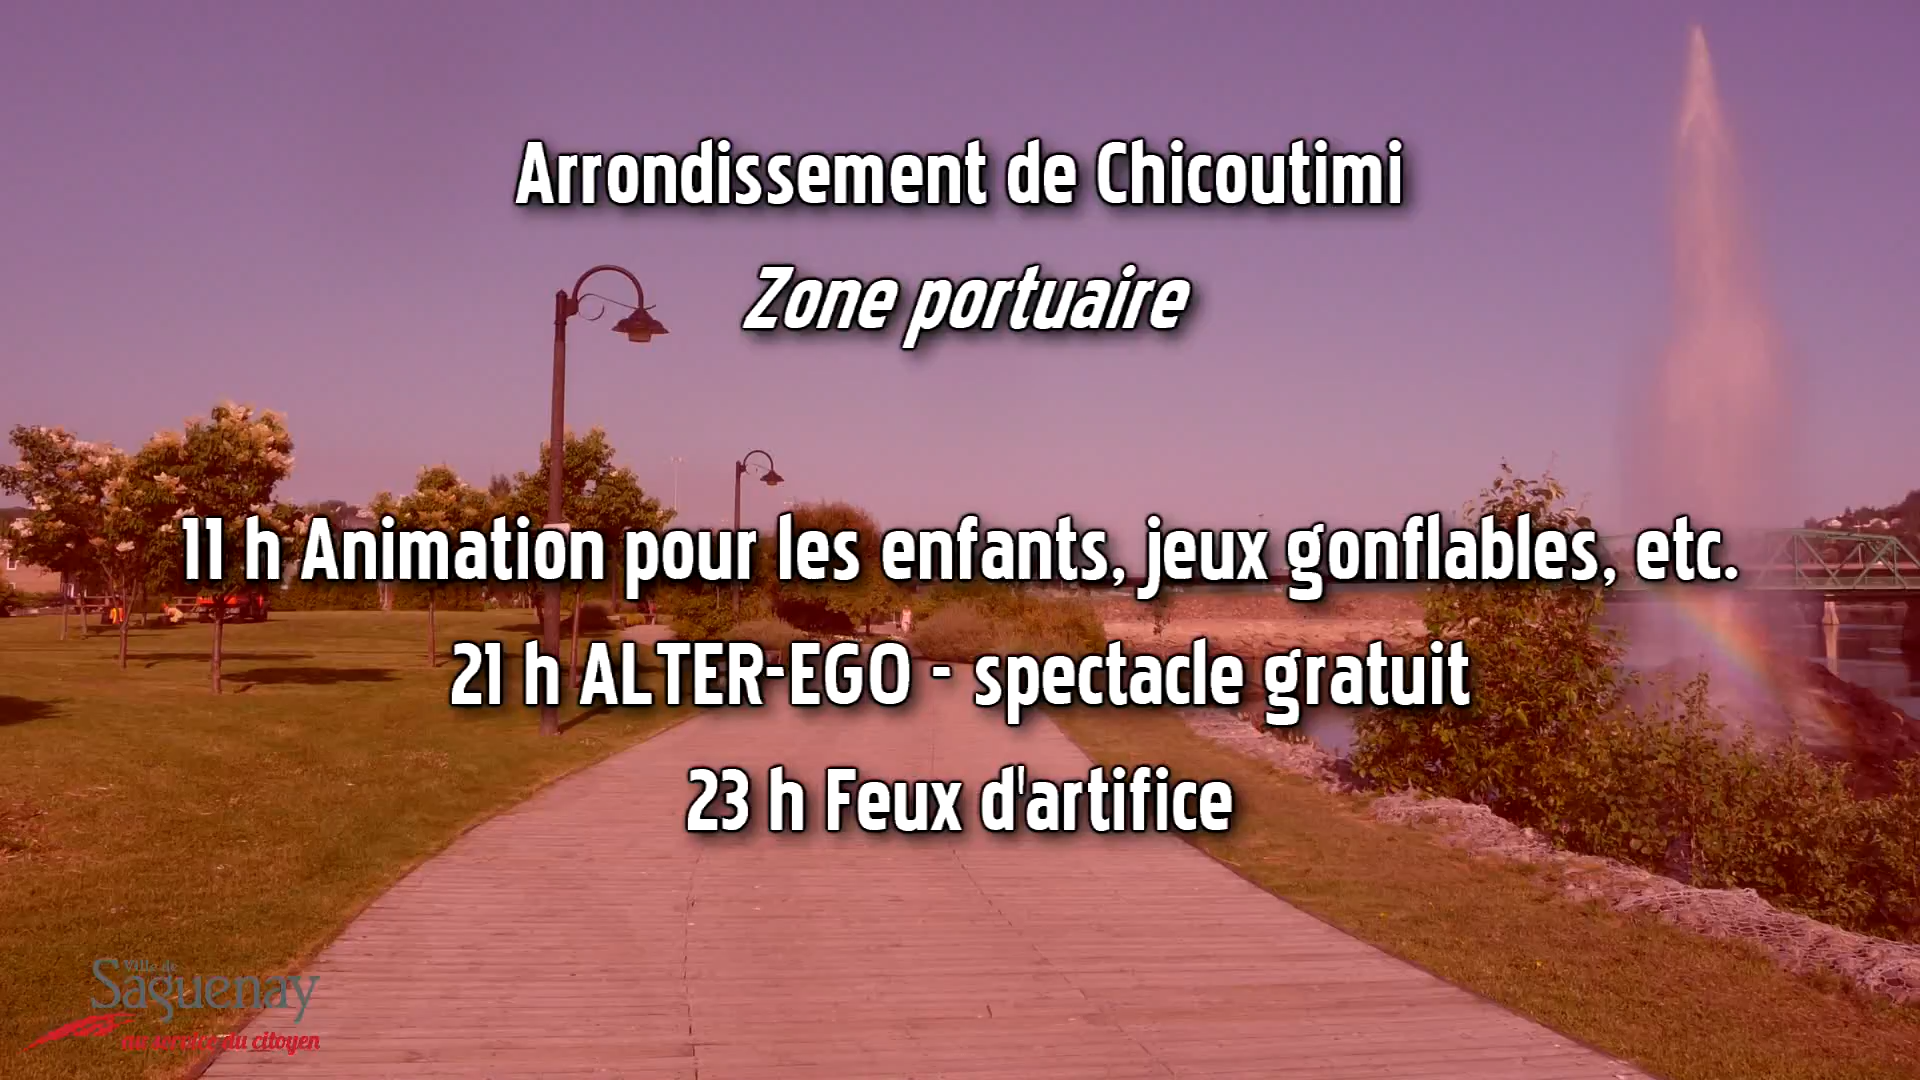 Arrondissement de Chicoutimi
Zone portuaire
11 h Animation pour les enfants, jeux gonflables, etc.
21 h ALTER-EGO - spectacle gratuit
23 h Feux d'artifice
Ville de
Saguenay
au service du citoyen